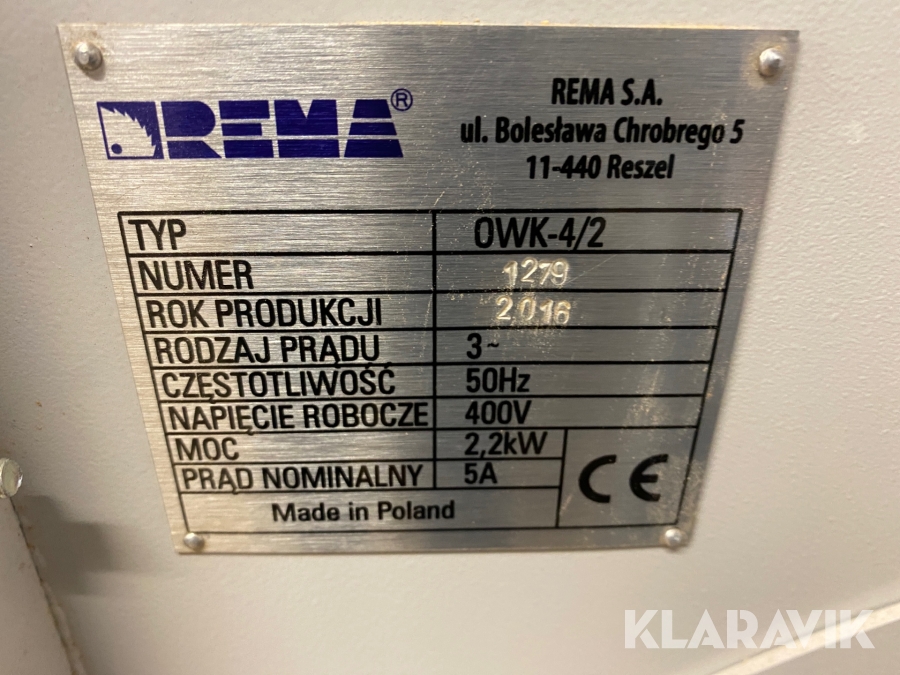 KLARAVIK
REMA®
REMA S.A.
ul. Bolesława Chrobrego 5
11-440 Reszel
TYP OWK-4/2
NUMER 1279
ROK PRODUKCJI 2016
RODZAJ PRĄDU 3~
CZĘSTOTLIWOŚĆ 50Hz
NAPIĘCIE ROBOCZE 400V
MOC 2,2kW
PRĄD NOMINALNY 5A
CE
Made in Poland
KLARAVIK